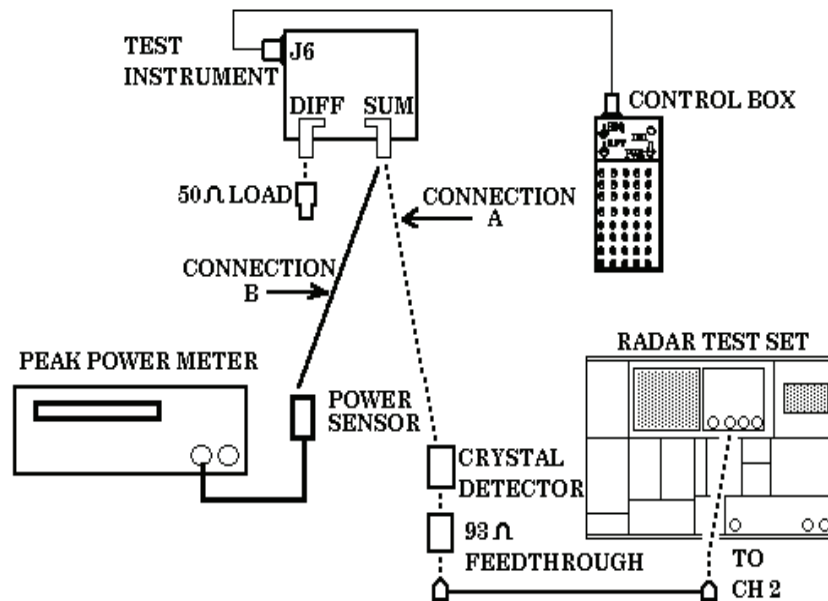 TEST
INSTRUMENT
J6
DIFF SUM
CONTROL BOX
50Ω LOAD
CONNECTION
A
CONNECTION
B
PEAK POWER METER
POWER
SENSOR
RADAR TEST SET
CRYSTAL
DETECTOR
93Ω
FEEDTHROUGH
TO
CH 2